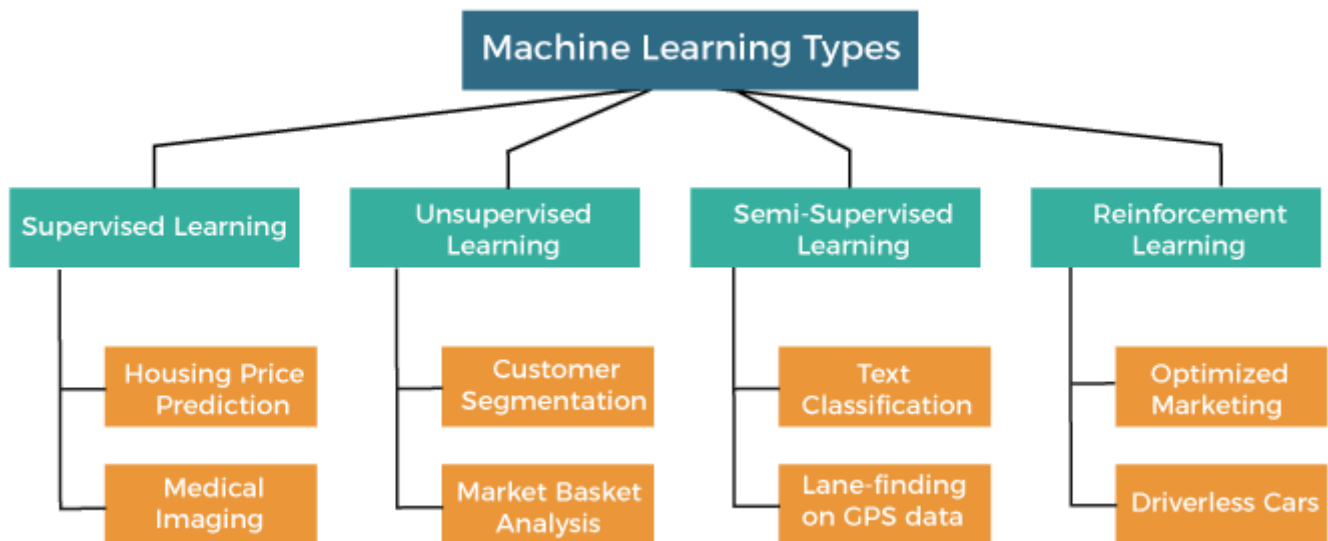 Machine Learning Types
Supervised Learning
Unsupervised
Learning
Semi-Supervised
Learning
Reinforcement
Learning
Housing Price
Prediction
Customer
Segmentation
Text
Classification
Optimized
Marketing
Medical
Imaging
Market Basket
Analysis
Lane-finding
on GPS data
Driverless Cars